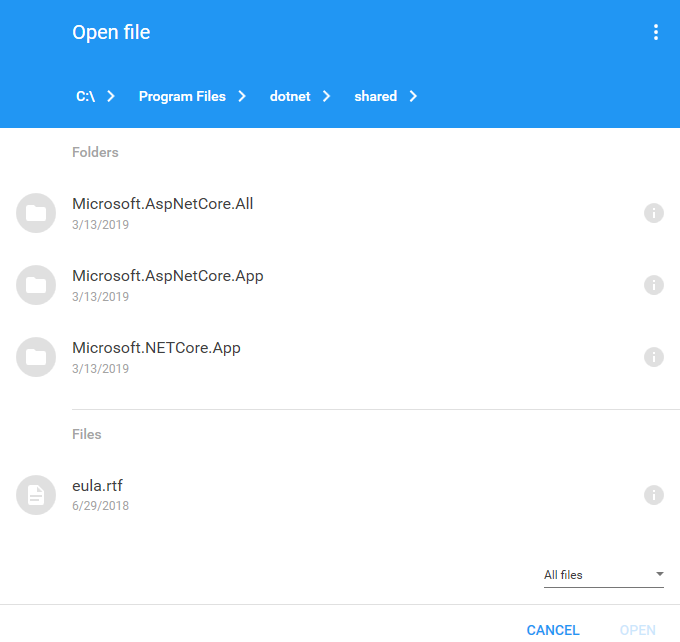 Open file
C:\ Program Files dotnet shared
Folders
Microsoft.AspNetCore.All
3/13/2019
Microsoft.AspNetCore.App
3/13/2019
Microsoft.NETCore.App
3/13/2019
Files
eula.rtf
6/29/2018
All files
CANCEL OPEN